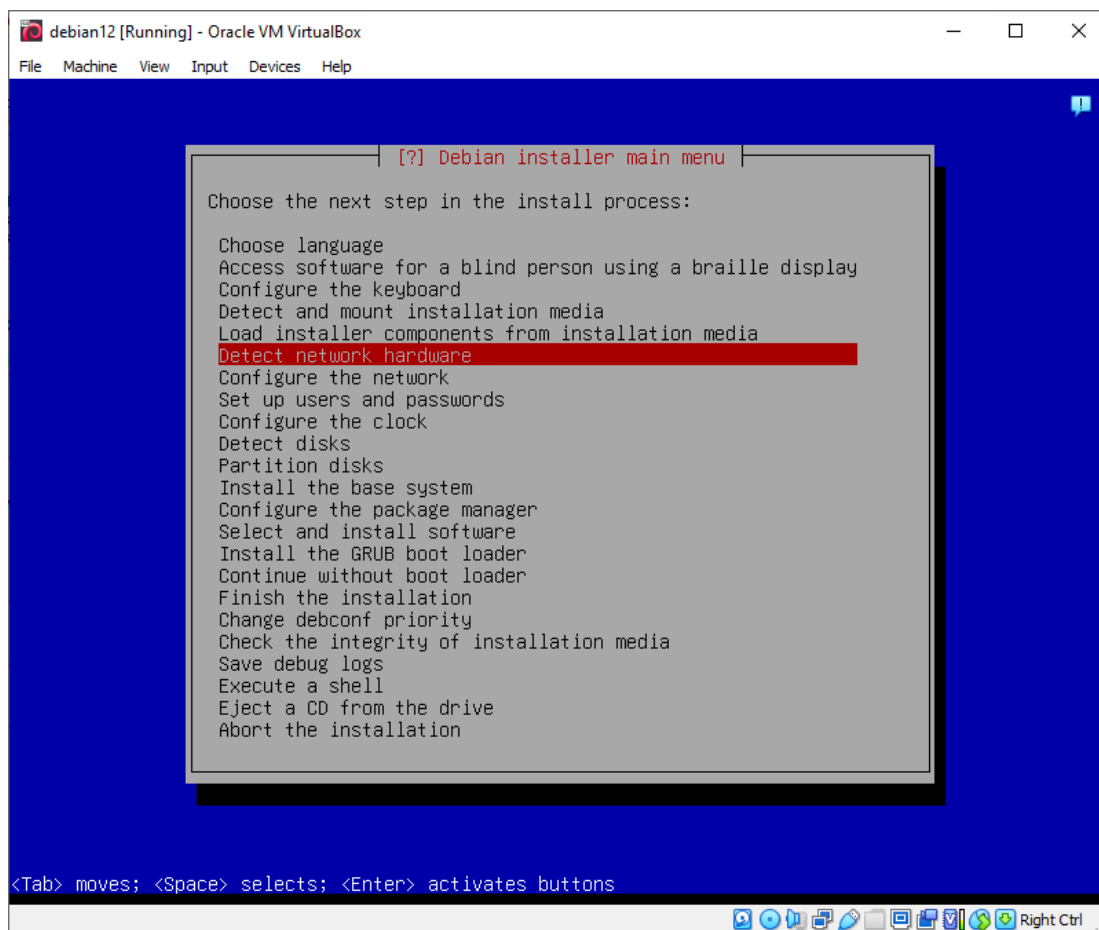 debian12 [Running] - Oracle VM VirtualBox
File Machine View Input Devices Help
[?] Debian installer main menu
Choose the next step in the install process:
Choose language
Access software for a blind person using a braille display
Configure the keyboard
Detect and mount installation media
Load installer components from installation media
Detect network hardware
Configure the network
Set up users and passwords
Configure the clock
Detect disks
Partition disks
Install the base system
Configure the package manager
Select and install software
Install the GRUB boot loader
Continue without boot loader
Finish the installation
Change debconf priority
Check the integrity of installation media
Save debug logs
Execute a shell
Eject a CD from the drive
Abort the installation
<Tab> moves; <Space> selects; <Enter> activates buttons
Right Ctrl